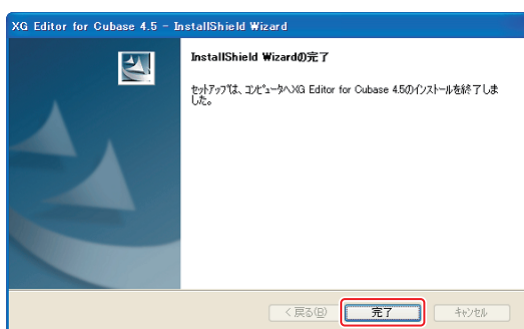 XG Editor for Cubase 4.5 - InstallShield Wizard
InstallShield Wizardの完了
セットアップは、コンピュータへXG Editor for Cubase 4.5のインストールを終了しま
した。
< 戻る(B)
完了
キャンセル